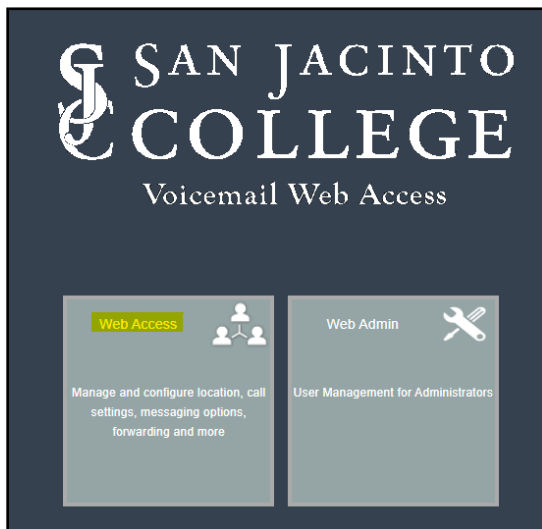 SAN JACINTO
COLLEGE
Voicemail Web Access
Web Access
Manage and configure location, call
settings, messaging options,
forwarding and more
Web Admin
User Management for Administrators